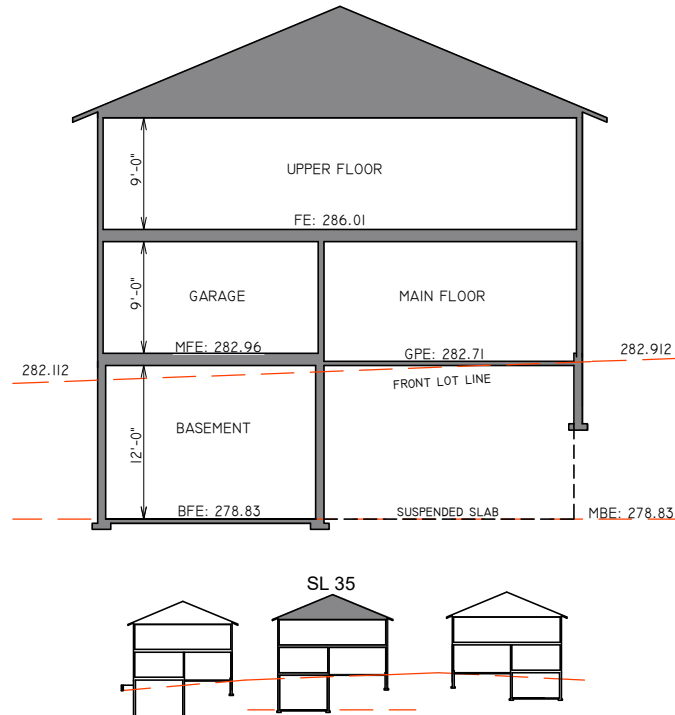 9'-0"
UPPER FLOOR
FE: 286.01
9'-0"
GARAGE
MAIN FLOOR
MFE: 282.96
GPE: 282.71
282.912
282.112
FRONT LOT LINE
12'-0"
BASEMENT
BFE: 278.83
SUSPENDED SLAB
MBE: 278.83
SL 35